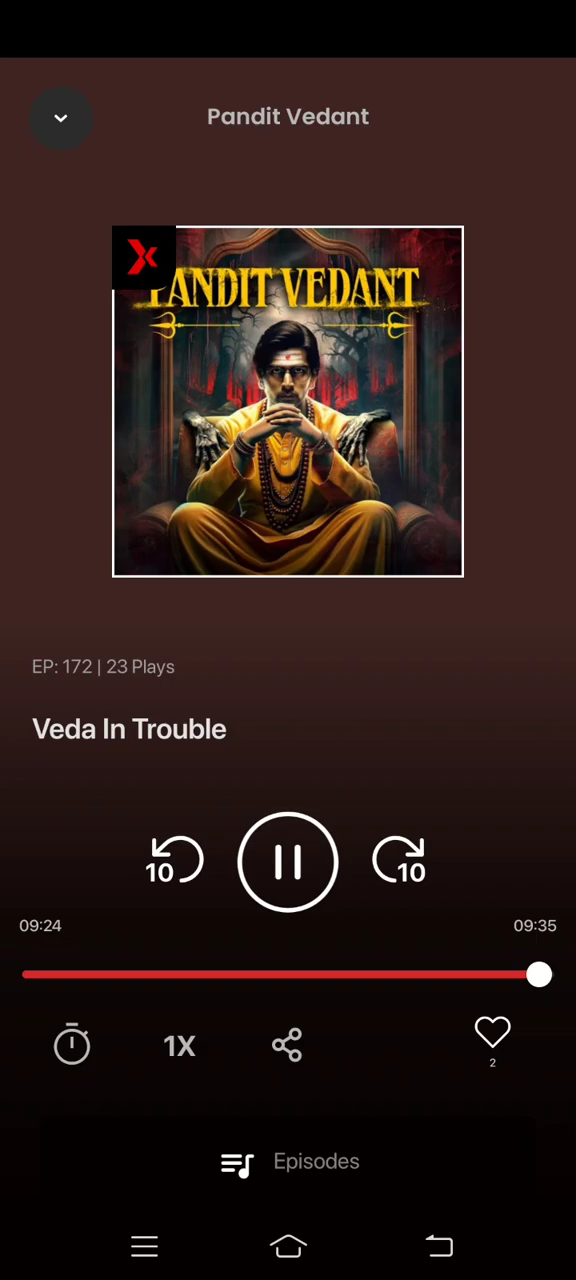 Pandit Vedant
PANDIT VEDANT
EP: 172 | 23 Plays
Veda In Trouble
10
10
09:24
09:35
1X
2
Episodes